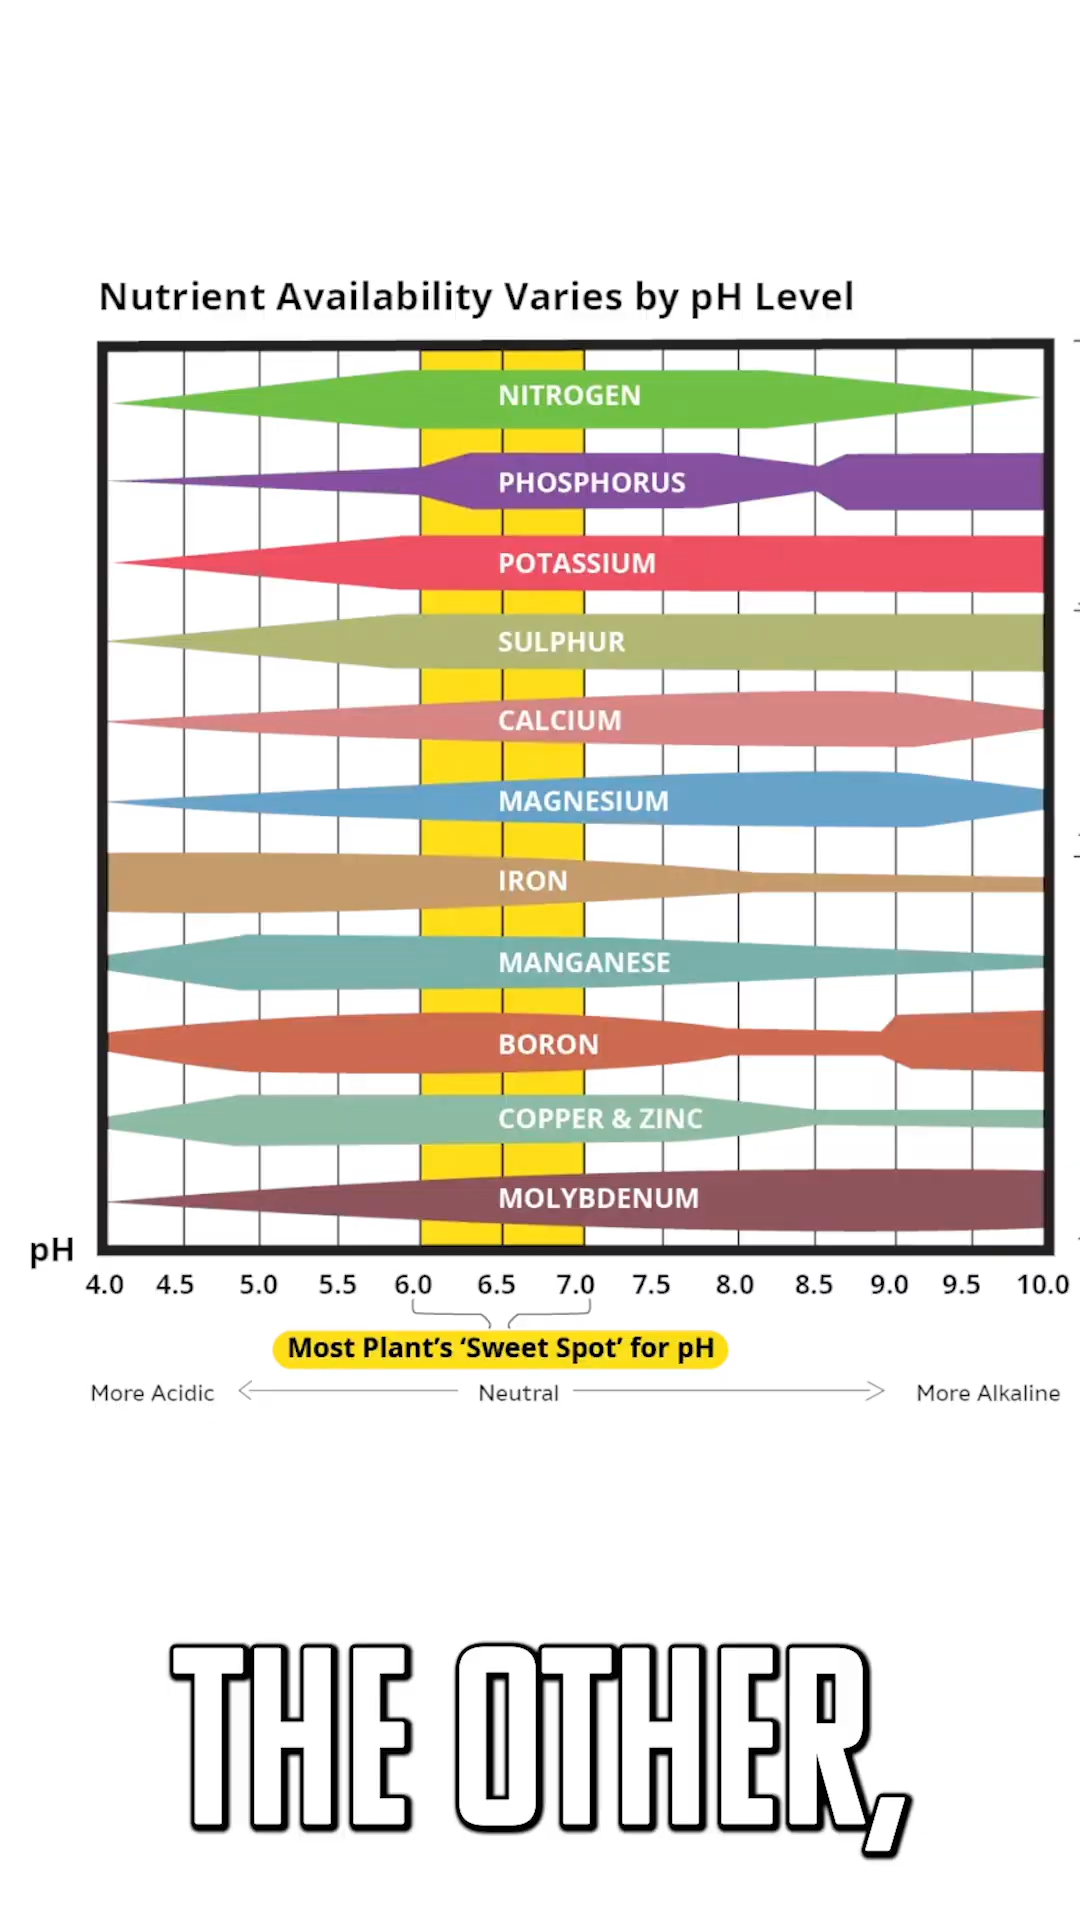 Nutrient Availability Varies by pH Level
NITROGEN
PHOSPHORUS
POTASSIUM
SULPHUR
CALCIUM
MAGNESIUM
IRON
MANGANESE
BORON
COPPER & ZINC
MOLYBDENUM
pH
4.0 4.5 5.0 5.5 6.0 6.5 7.0 7.5 8.0 8.5 9.0 9.5 10.0
Most Plant's ‘Sweet Spot’ for pH
More Acidic Neutral More Alkaline
THE OTHER,